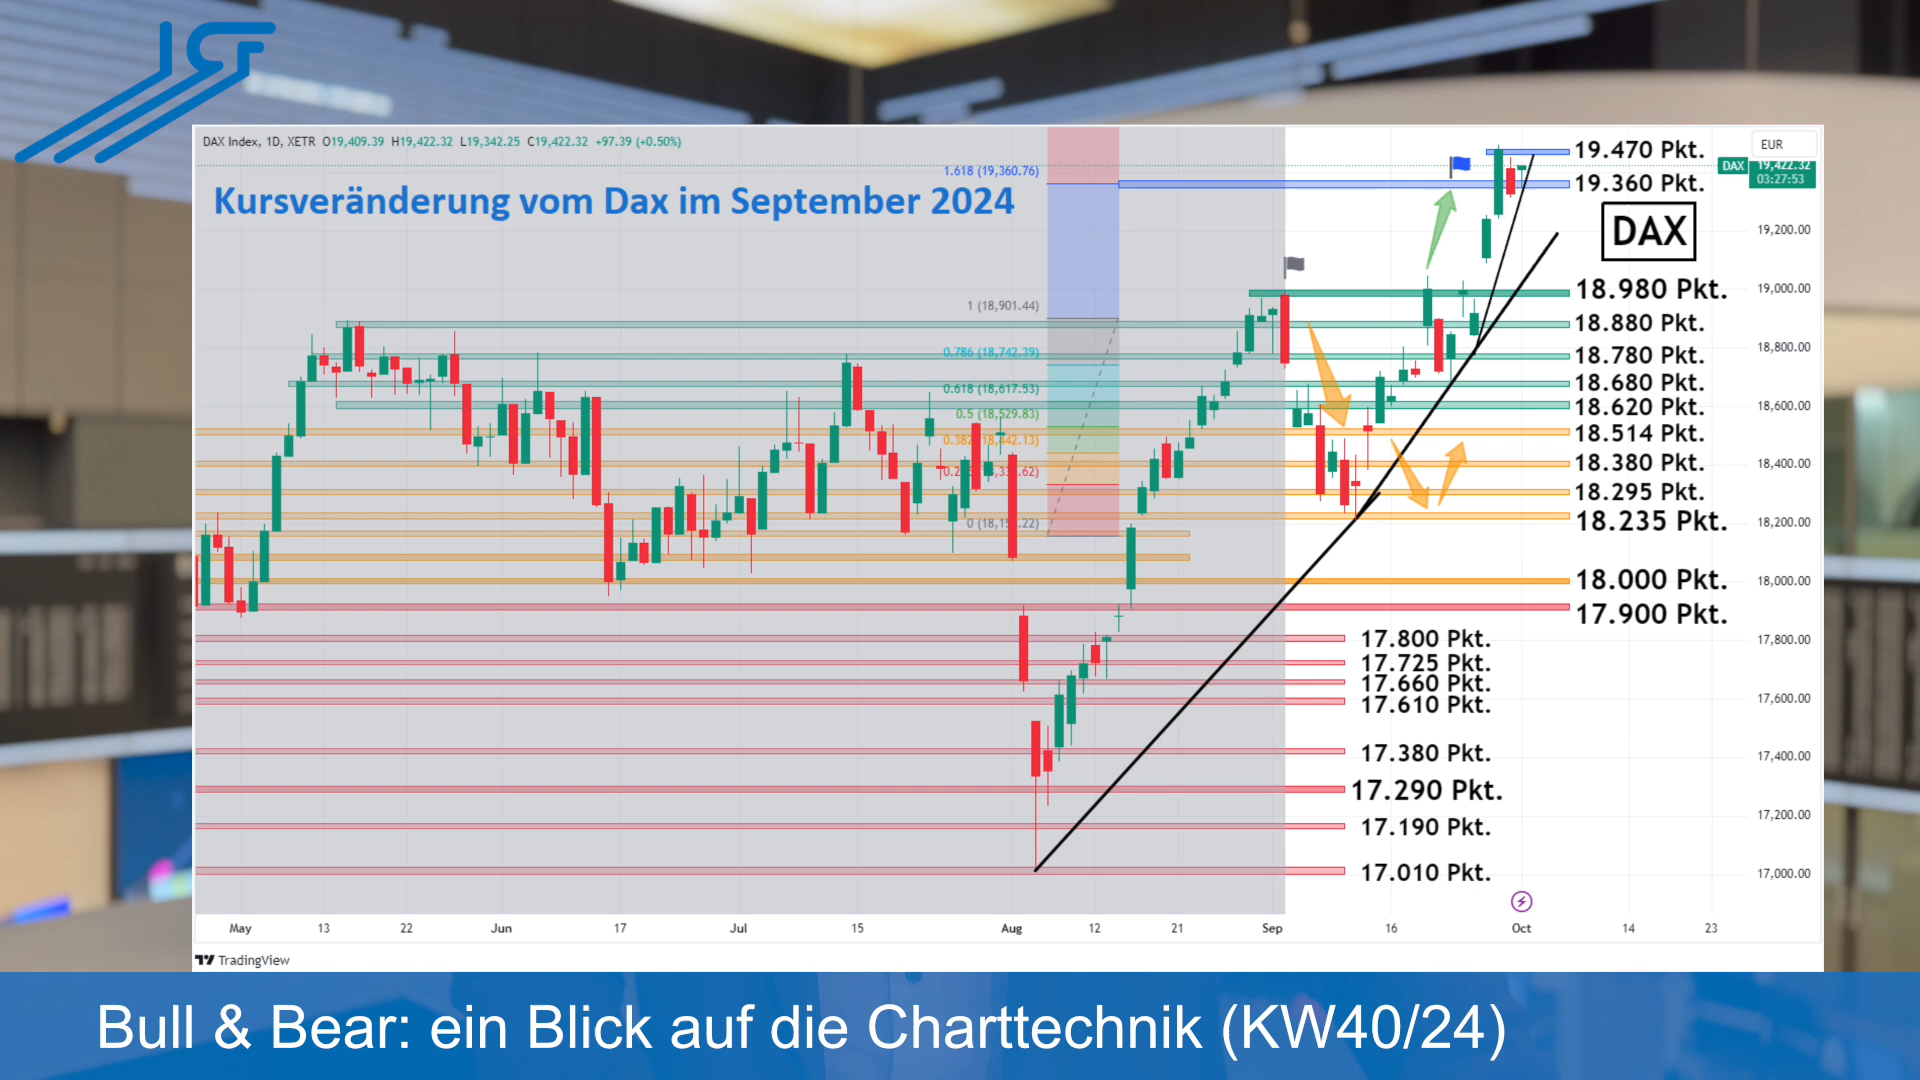 DAX Index, 1D, XETR O19,409.39 H19,422.32 L19,342.25 C19,422.32 +97.39 (+0.50%)
Kursveränderung vom Dax im September 2024
1.618 (19,360.76)
1 (18,901.44)
0.786 (18,742.39)
0.618 (18,617.53)
0.5 (18,529.83)
19.470 Pkt.
19.360 Pkt.
DAX
18.980 Pkt.
18.880 Pkt.
18.780 Pkt.
18.680 Pkt.
18.620 Pkt.
18.514 Pkt.
18.380 Pkt.
18.295 Pkt.
18.235 Pkt.
18.000 Pkt.
17.900 Pkt.
17.800 Pkt.
17.725 Pkt.
17.660 Pkt.
17.610 Pkt.
17.380 Pkt.
17.290 Pkt.
17.190 Pkt.
17.010 Pkt.
EUR
DAX 19,422.32
03:27:53
19,200.00
19,000.00
18,800.00
18,600.00
18,400.00
18,200.00
18,000.00
17,800.00
17,600.00
17,400.00
17,200.00
17,000.00
May 13 22 Jun 17 Jul 15 Aug 12 21 Sep 16 Oct 14 23
TradingView
Bull & Bear: ein Blick auf die Charttechnik (KW40/24)